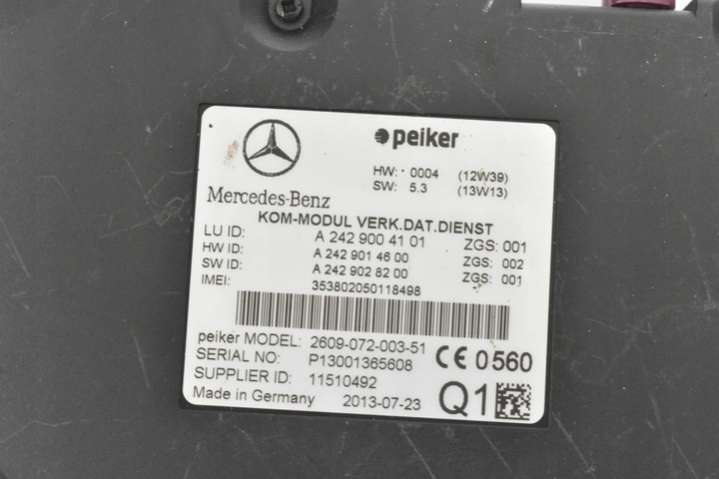 peiker
HW: 0004 (12W39)
SW: 5.3 (13W13)
Mercedes-Benz
KOM-MODUL VERK.DAT.DIENST
LU ID: A 242 900 41 01 ZGS: 001
HW ID: A 242 901 46 00 ZGS: 002
SW ID: A 242 902 82 00 ZGS: 001
IMEI: 353802050118498
peiker MODEL: 2609-072-003-51
SERIAL NO: P13001365608
CE 0560
SUPPLIER ID: 11510492
Made in Germany 2013-07-23
Q1